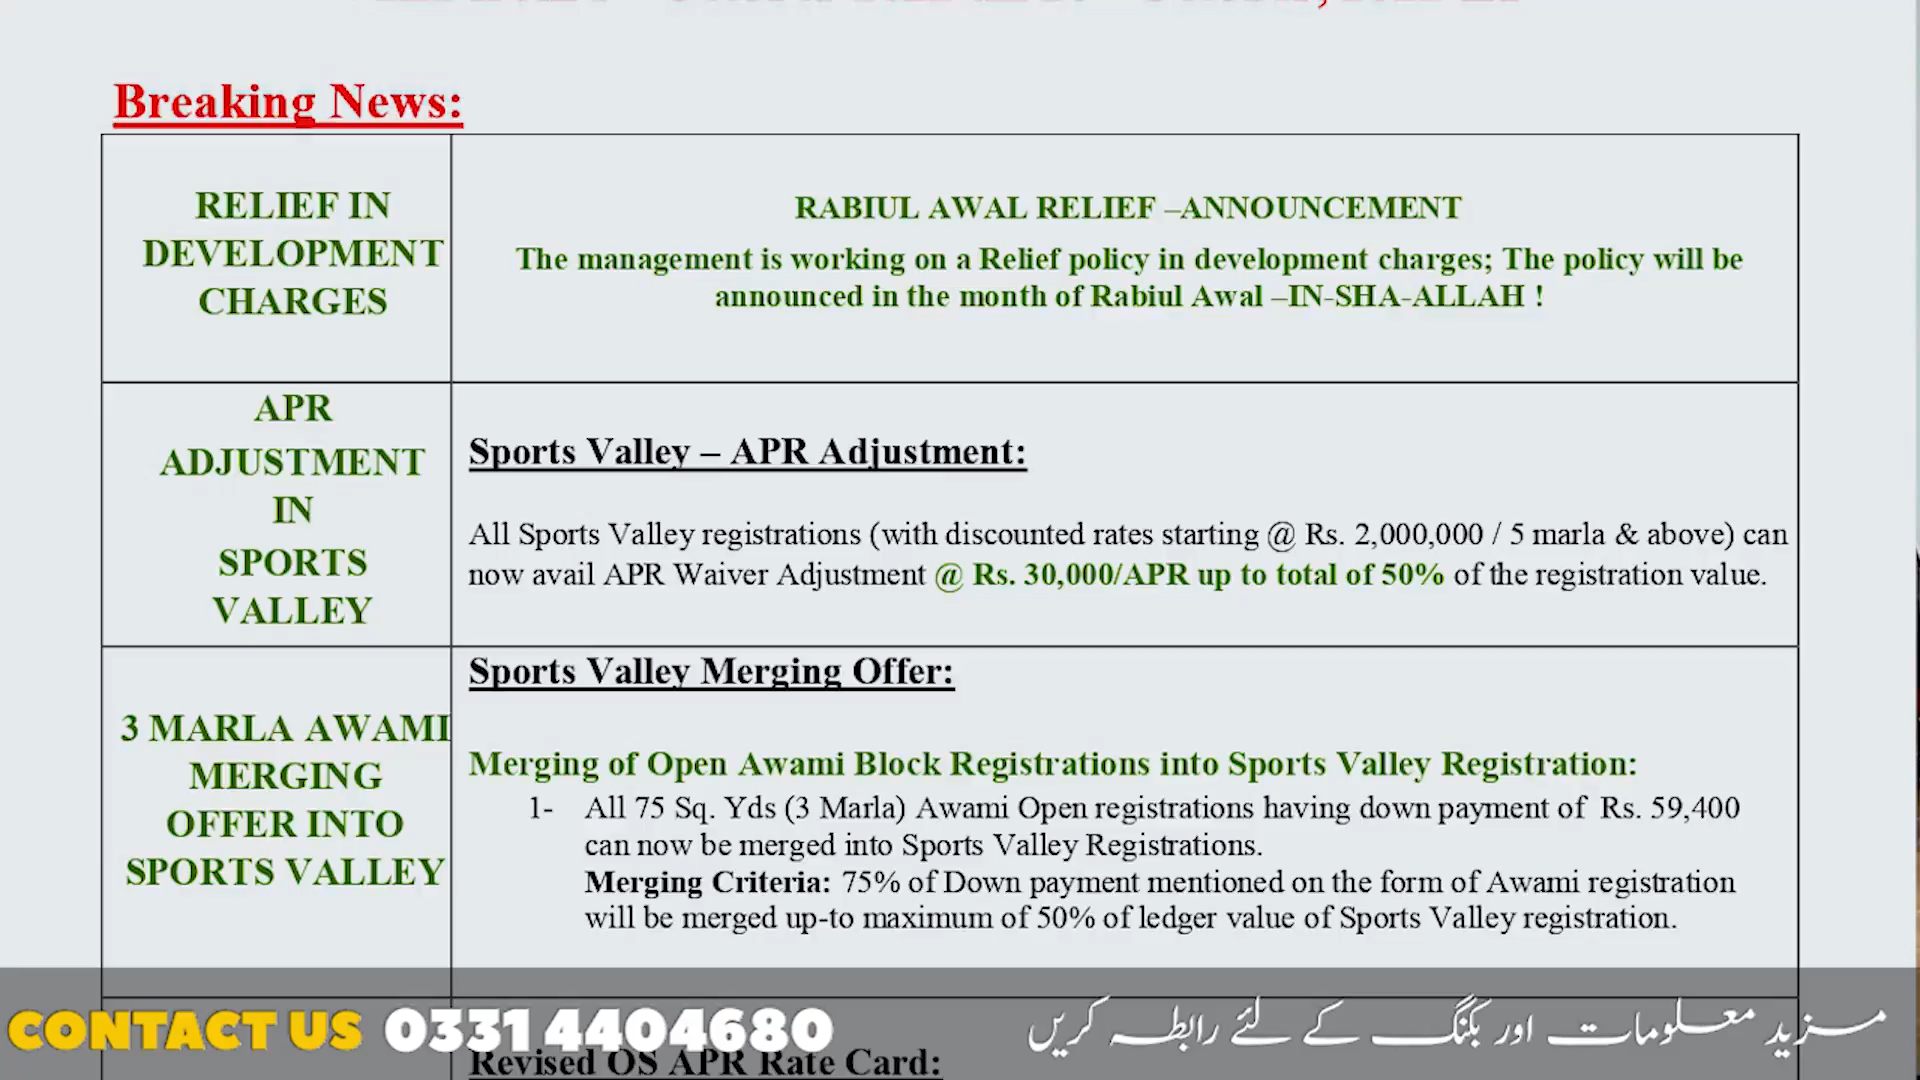 Breaking News:
RELIEF IN
DEVELOPMENT
CHARGES
RABIUL AWAL RELIEF –ANNOUNCEMENT
The management is working on a Relief policy in development charges; The policy will be
announced in the month of Rabiul Awal –IN-SHA-ALLAH !
APR
ADJUSTMENT
IN
SPORTS
VALLEY
Sports Valley – APR Adjustment:
All Sports Valley registrations (with discounted rates starting @ Rs. 2,000,000 / 5 marla & above) can
now avail APR Waiver Adjustment @ Rs. 30,000/APR up to total of 50% of the registration value.
3 MARLA AWAMI
MERGING
OFFER INTO
SPORTS VALLEY
Sports Valley Merging Offer:
Merging of Open Awami Block Registrations into Sports Valley Registration:
1- All 75 Sq. Yds (3 Marla) Awami Open registrations having down payment of Rs. 59,400
can now be merged into Sports Valley Registrations.
Merging Criteria: 75% of Down payment mentioned on the form of Awami registration
will be merged up-to maximum of 50% of ledger value of Sports Valley registration.
CONTACT US 0331 4404680
مزید معلومات اور بکنگ کے لئے رابطہ کریں
Revised OS APR Rate Card: